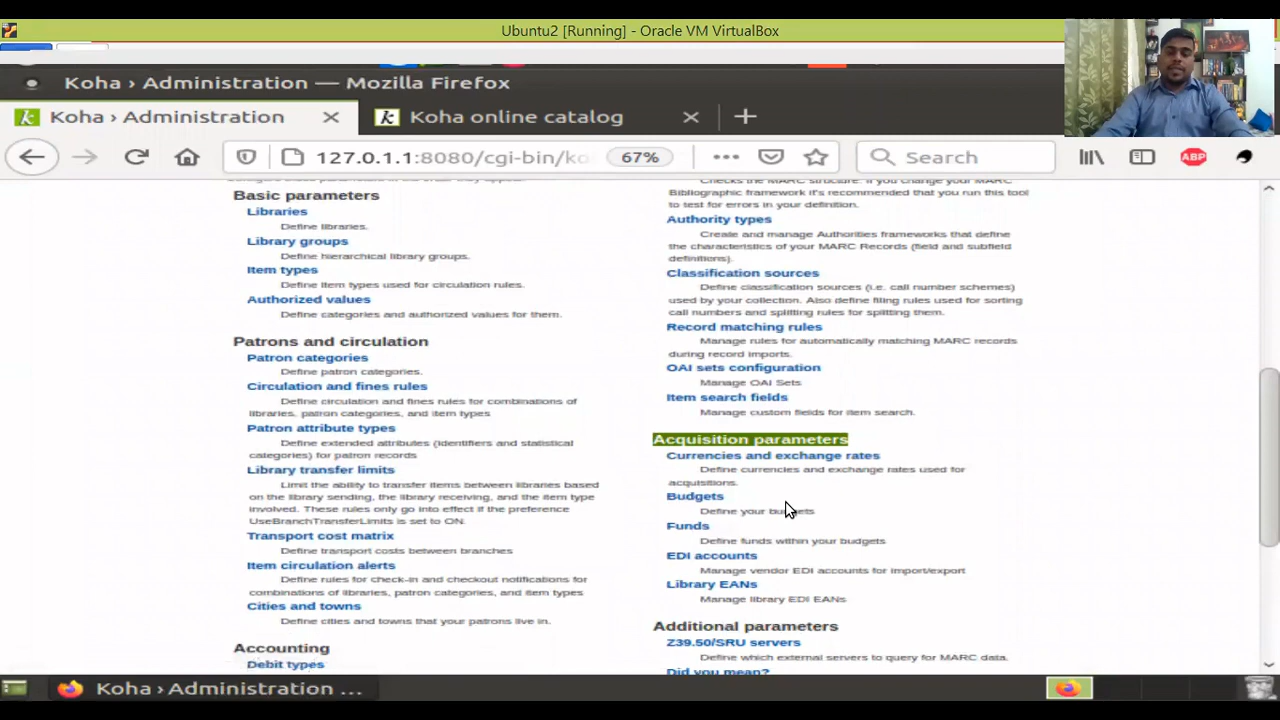 Ubuntu2 [Running] - Oracle VM VirtualBox
Koha › Administration — Mozilla Firefox
Koha › Administration
Koha online catalog
127.0.1.1:8080/cgi-bin/ko
67%
Search
ABP
Basic parameters
Libraries
Define libraries.
Library groups
Define hierarchical library groups.
Item types
Define item types used for circulation rules.
Authorized values
Define categories and authorized values for them.
Patrons and circulation
Patron categories
Define patron categories.
Circulation and fines rules
Define circulation and fines rules for combinations of
libraries, patron categories, and item types
Patron attribute types
Define extended attributes (identifiers and statistical
categories) for patron records
Library transfer limits
Limit the ability to transfer items between libraries based
on the library sending, the library receiving, and the item type
involved. These rules only go into effect if the preference
UseBranchTransferLimits is set to ON.
Transport cost matrix
Define transport costs between branches
Item circulation alerts
Define rules for check-in and checkout notifications for
combinations of libraries, patron categories, and item types
Cities and towns
Define cities and towns that your patrons live in.
Accounting
Debit types
Checks the MARC structure. If you change your MARC
Bibliographic framework it's recommended that you run this tool
to test for errors in your definition.
Authority types
Create and manage Authorities frameworks that define
the characteristics of your MARC Records (field and subfield
definitions).
Classification sources
Define classification sources (i.e. call number schemes)
used by your collection. Also define filing rules used for sorting
call numbers and splitting rules for splitting them.
Record matching rules
Manage rules for automatically matching MARC records
during record imports.
OAI sets configuration
Manage OAI Sets
Item search fields
Manage custom fields for item search.
Acquisition parameters
Currencies and exchange rates
Define currencies and exchange rates used for
acquisitions.
Budgets
Define your budgets
Funds
Define funds within your budgets
EDI accounts
Manage vendor EDI accounts for import/export
Library EANs
Manage library EDI EANs
Additional parameters
Z39.50/SRU servers
Define which external servers to query for MARC data.
Did you mean?
Koha › Administration ...